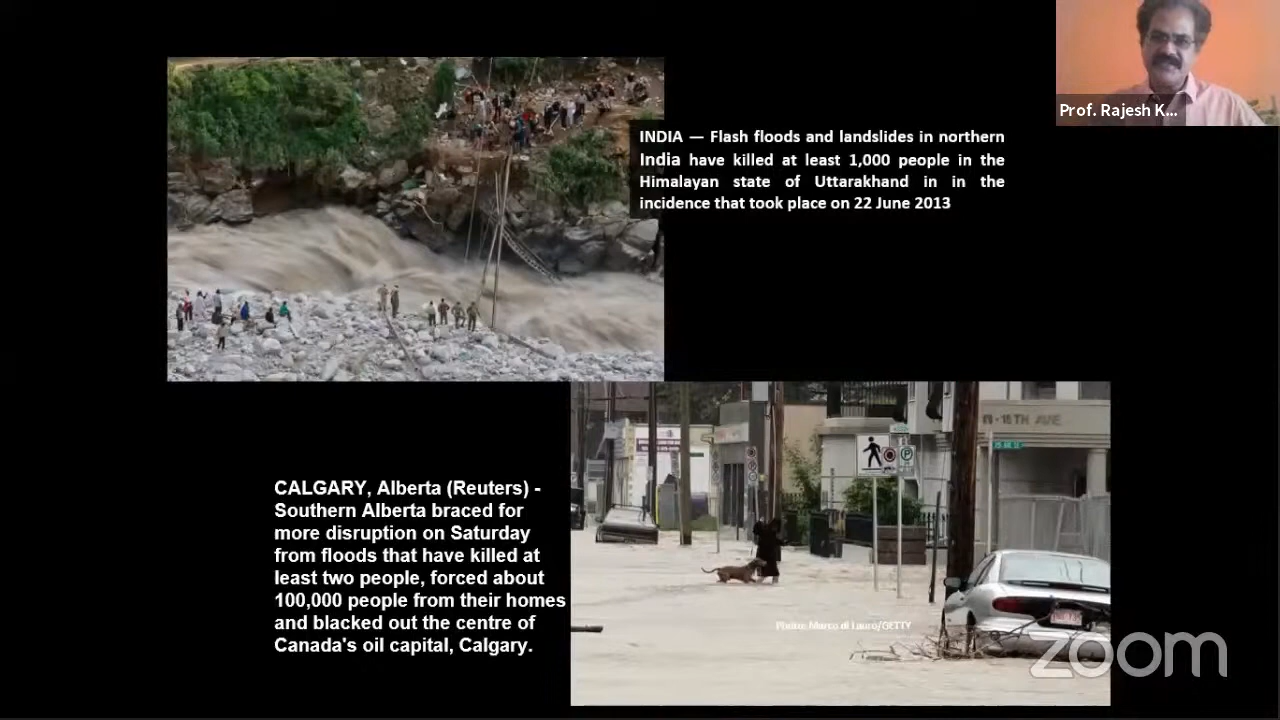 Prof. Rajesh K...
INDIA — Flash floods and landslides in northern
India have killed at least 1,000 people in the
Himalayan state of Uttarakhand in in the
incidence that took place on 22 June 2013
CALGARY, Alberta (Reuters) -
Southern Alberta braced for
more disruption on Saturday
from floods that have killed at
least two people, forced about
100,000 people from their homes
and blacked out the centre of
Canada's oil capital, Calgary.
Photo: Marco di Lauro/GETTY
zoom